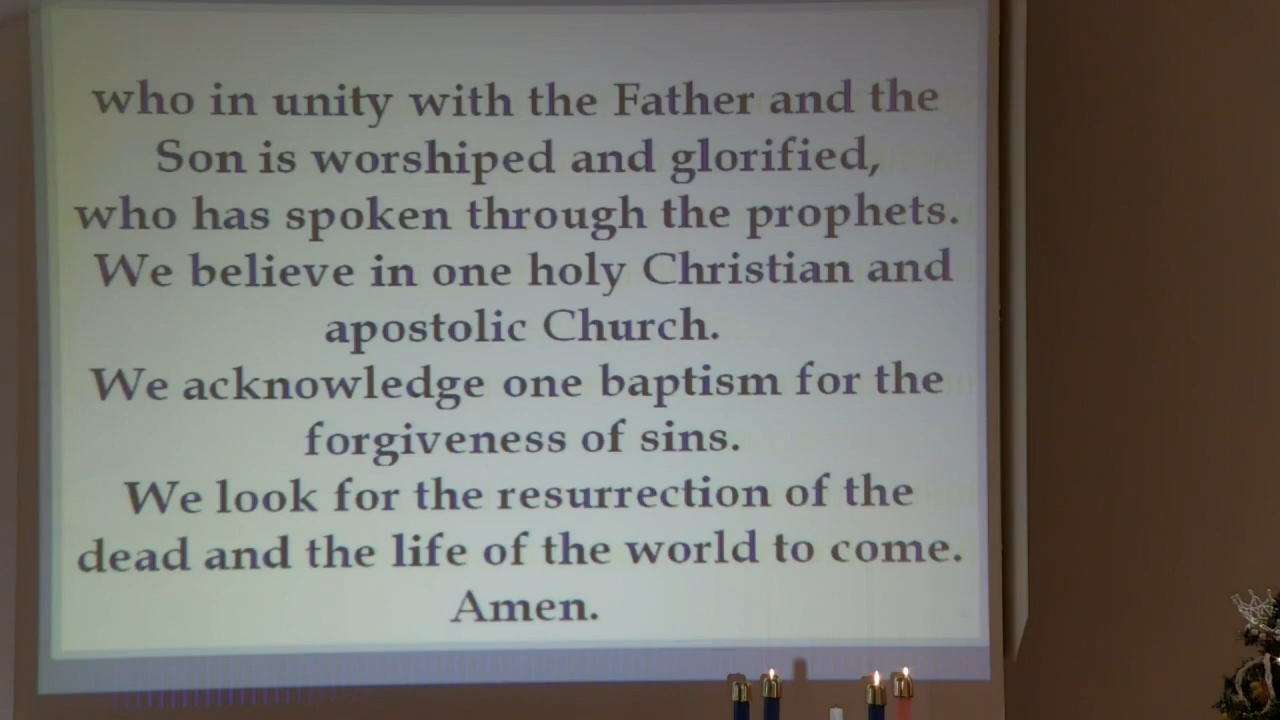 who in unity with the Father and the
Son is worshiped and glorified,
who has spoken through the prophets.
We believe in one holy Christian and
apostolic Church.
We acknowledge one baptism for the
forgiveness of sins.
We look for the resurrection of the
dead and the life of the world to come.
Amen.